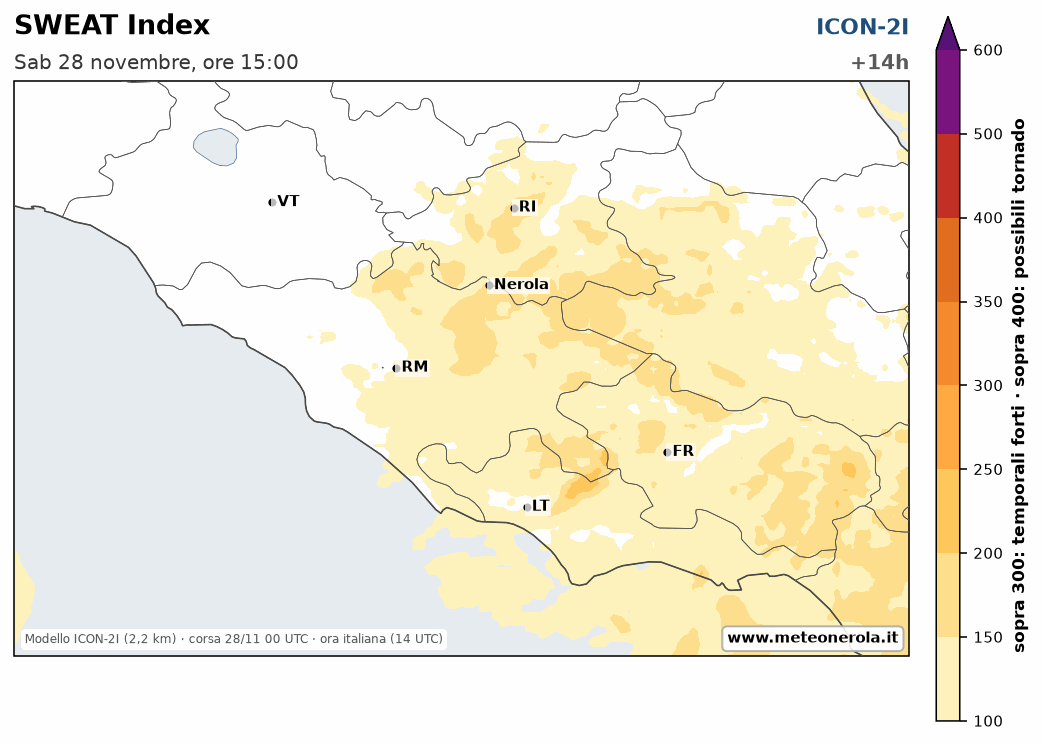 SWEAT Index
ICON-2I
Sab 28 novembre, ore 15:00
+14h
VT
RI
Nerola
RM
FR
LT
Modello ICON-2I (2,2 km) · corsa 28/11 00 UTC · ora italiana (14 UTC)
www.meteonerola.it
600
500
400
350
300
250
200
150
100
sopra 300: temporali forti · sopra 400: possibili tornado